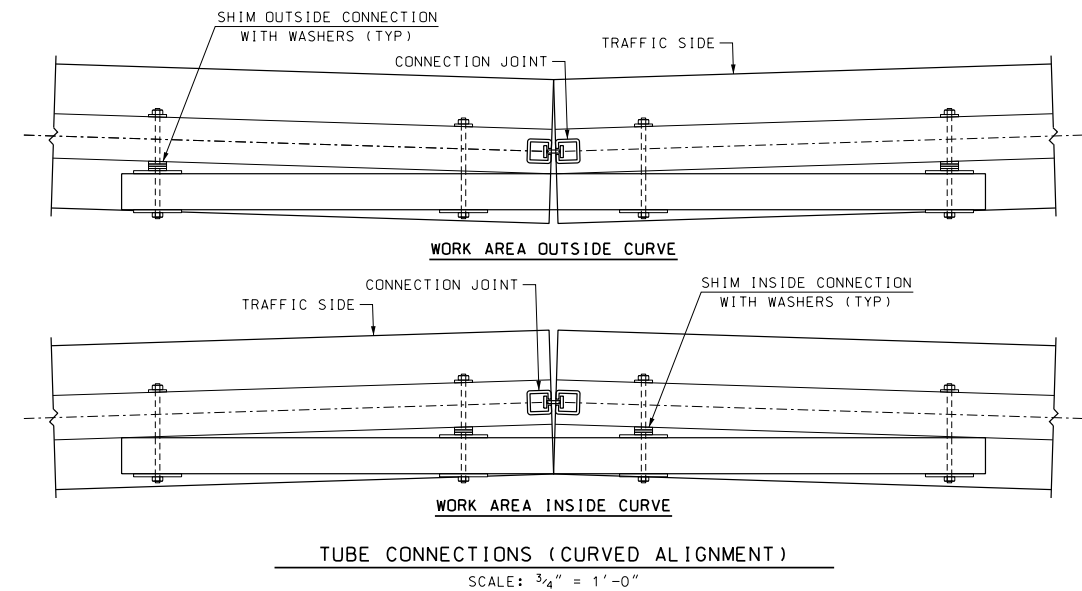 SHIM OUTSIDE CONNECTION
WITH WASHERS (TYP)
CONNECTION JOINT
TRAFFIC SIDE
WORK AREA OUTSIDE CURVE
CONNECTION JOINT
TRAFFIC SIDE
SHIM INSIDE CONNECTION
WITH WASHERS (TYP)
WORK AREA INSIDE CURVE
TUBE CONNECTIONS (CURVED ALIGNMENT)
SCALE: 3/4" = 1'-0"